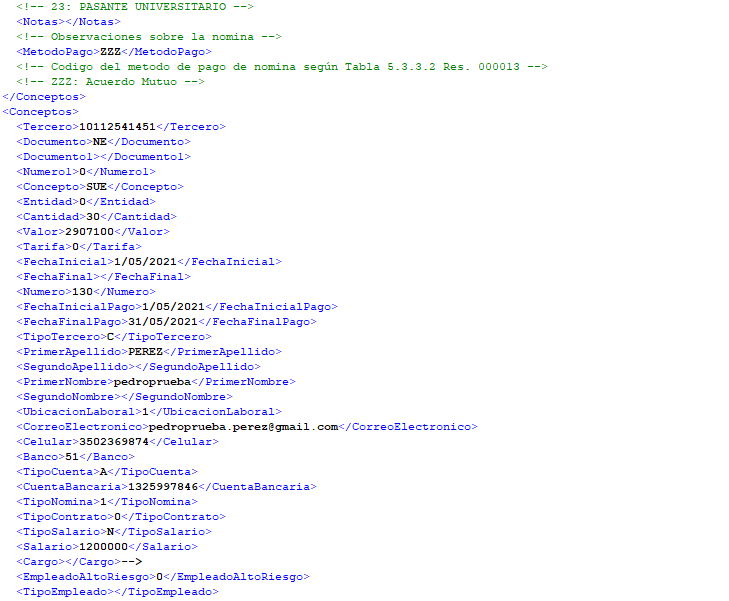 <!-- 23: PASANTE UNIVERSITARIO -->
<Notas></Notas>
<!-- Observaciones sobre la nomina -->
<MetodoPago>ZZZ</MetodoPago>
<!-- Codigo del metodo de pago de nomina según Tabla 5.3.3.2 Res. 000013 -->
<!-- ZZZ: Acuerdo Mutuo -->
</Conceptos>
<Conceptos>
<Tercero>10112541451</Tercero>
<Documento>NE</Documento>
<Documento1></Documento1>
<Numero1>0</Numero1>
<Concepto>SUE</Concepto>
<Entidad>0</Entidad>
<Cantidad>30</Cantidad>
<Valor>2907100</Valor>
<Tarifa>0</Tarifa>
<FechaInicial>1/05/2021</FechaInicial>
<FechaFinal></FechaFinal>
<Numero>130</Numero>
<FechaInicialPago>1/05/2021</FechaInicialPago>
<FechaFinalPago>31/05/2021</FechaFinalPago>
<TipoTercero>C</TipoTercero>
<PrimerApellido>PEREZ</PrimerApellido>
<SegundoApellido></SegundoApellido>
<PrimerNombre>pedroprueba</PrimerNombre>
<SegundoNombre></SegundoNombre>
<UbicacionLaboral>1</UbicacionLaboral>
<CorreoElectronico>pedroprueba.perez@gmail.com</CorreoElectronico>
<Celular>3502369874</Celular>
<Banco>51</Banco>
<TipoCuenta>A</TipoCuenta>
<CuentaBancaria>1325997846</CuentaBancaria>
<TipoNomina>1</TipoNomina>
<TipoContrato>0</TipoContrato>
<TipoSalario>N</TipoSalario>
<Salario>1200000</Salario>
<Cargo></Cargo>-->
<EmpleadoAltoRiesgo>0</EmpleadoAltoRiesgo>
<TipoEmpleado></TipoEmpleado>